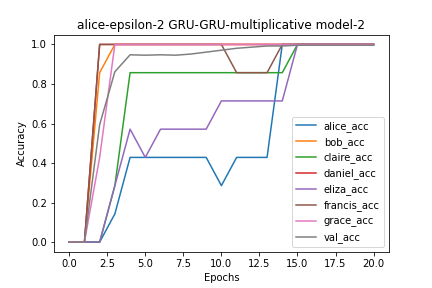 alice-epsilon-2 GRU-GRU-multiplicative model-2
Accuracy
1.0
0.8
0.6
0.4
0.2
0.0
alice_acc
bob_acc
claire_acc
daniel_acc
eliza_acc
francis_acc
grace_acc
val_acc
0.0 2.5 5.0 7.5 10.0 12.5 15.0 17.5 20.0
Epochs